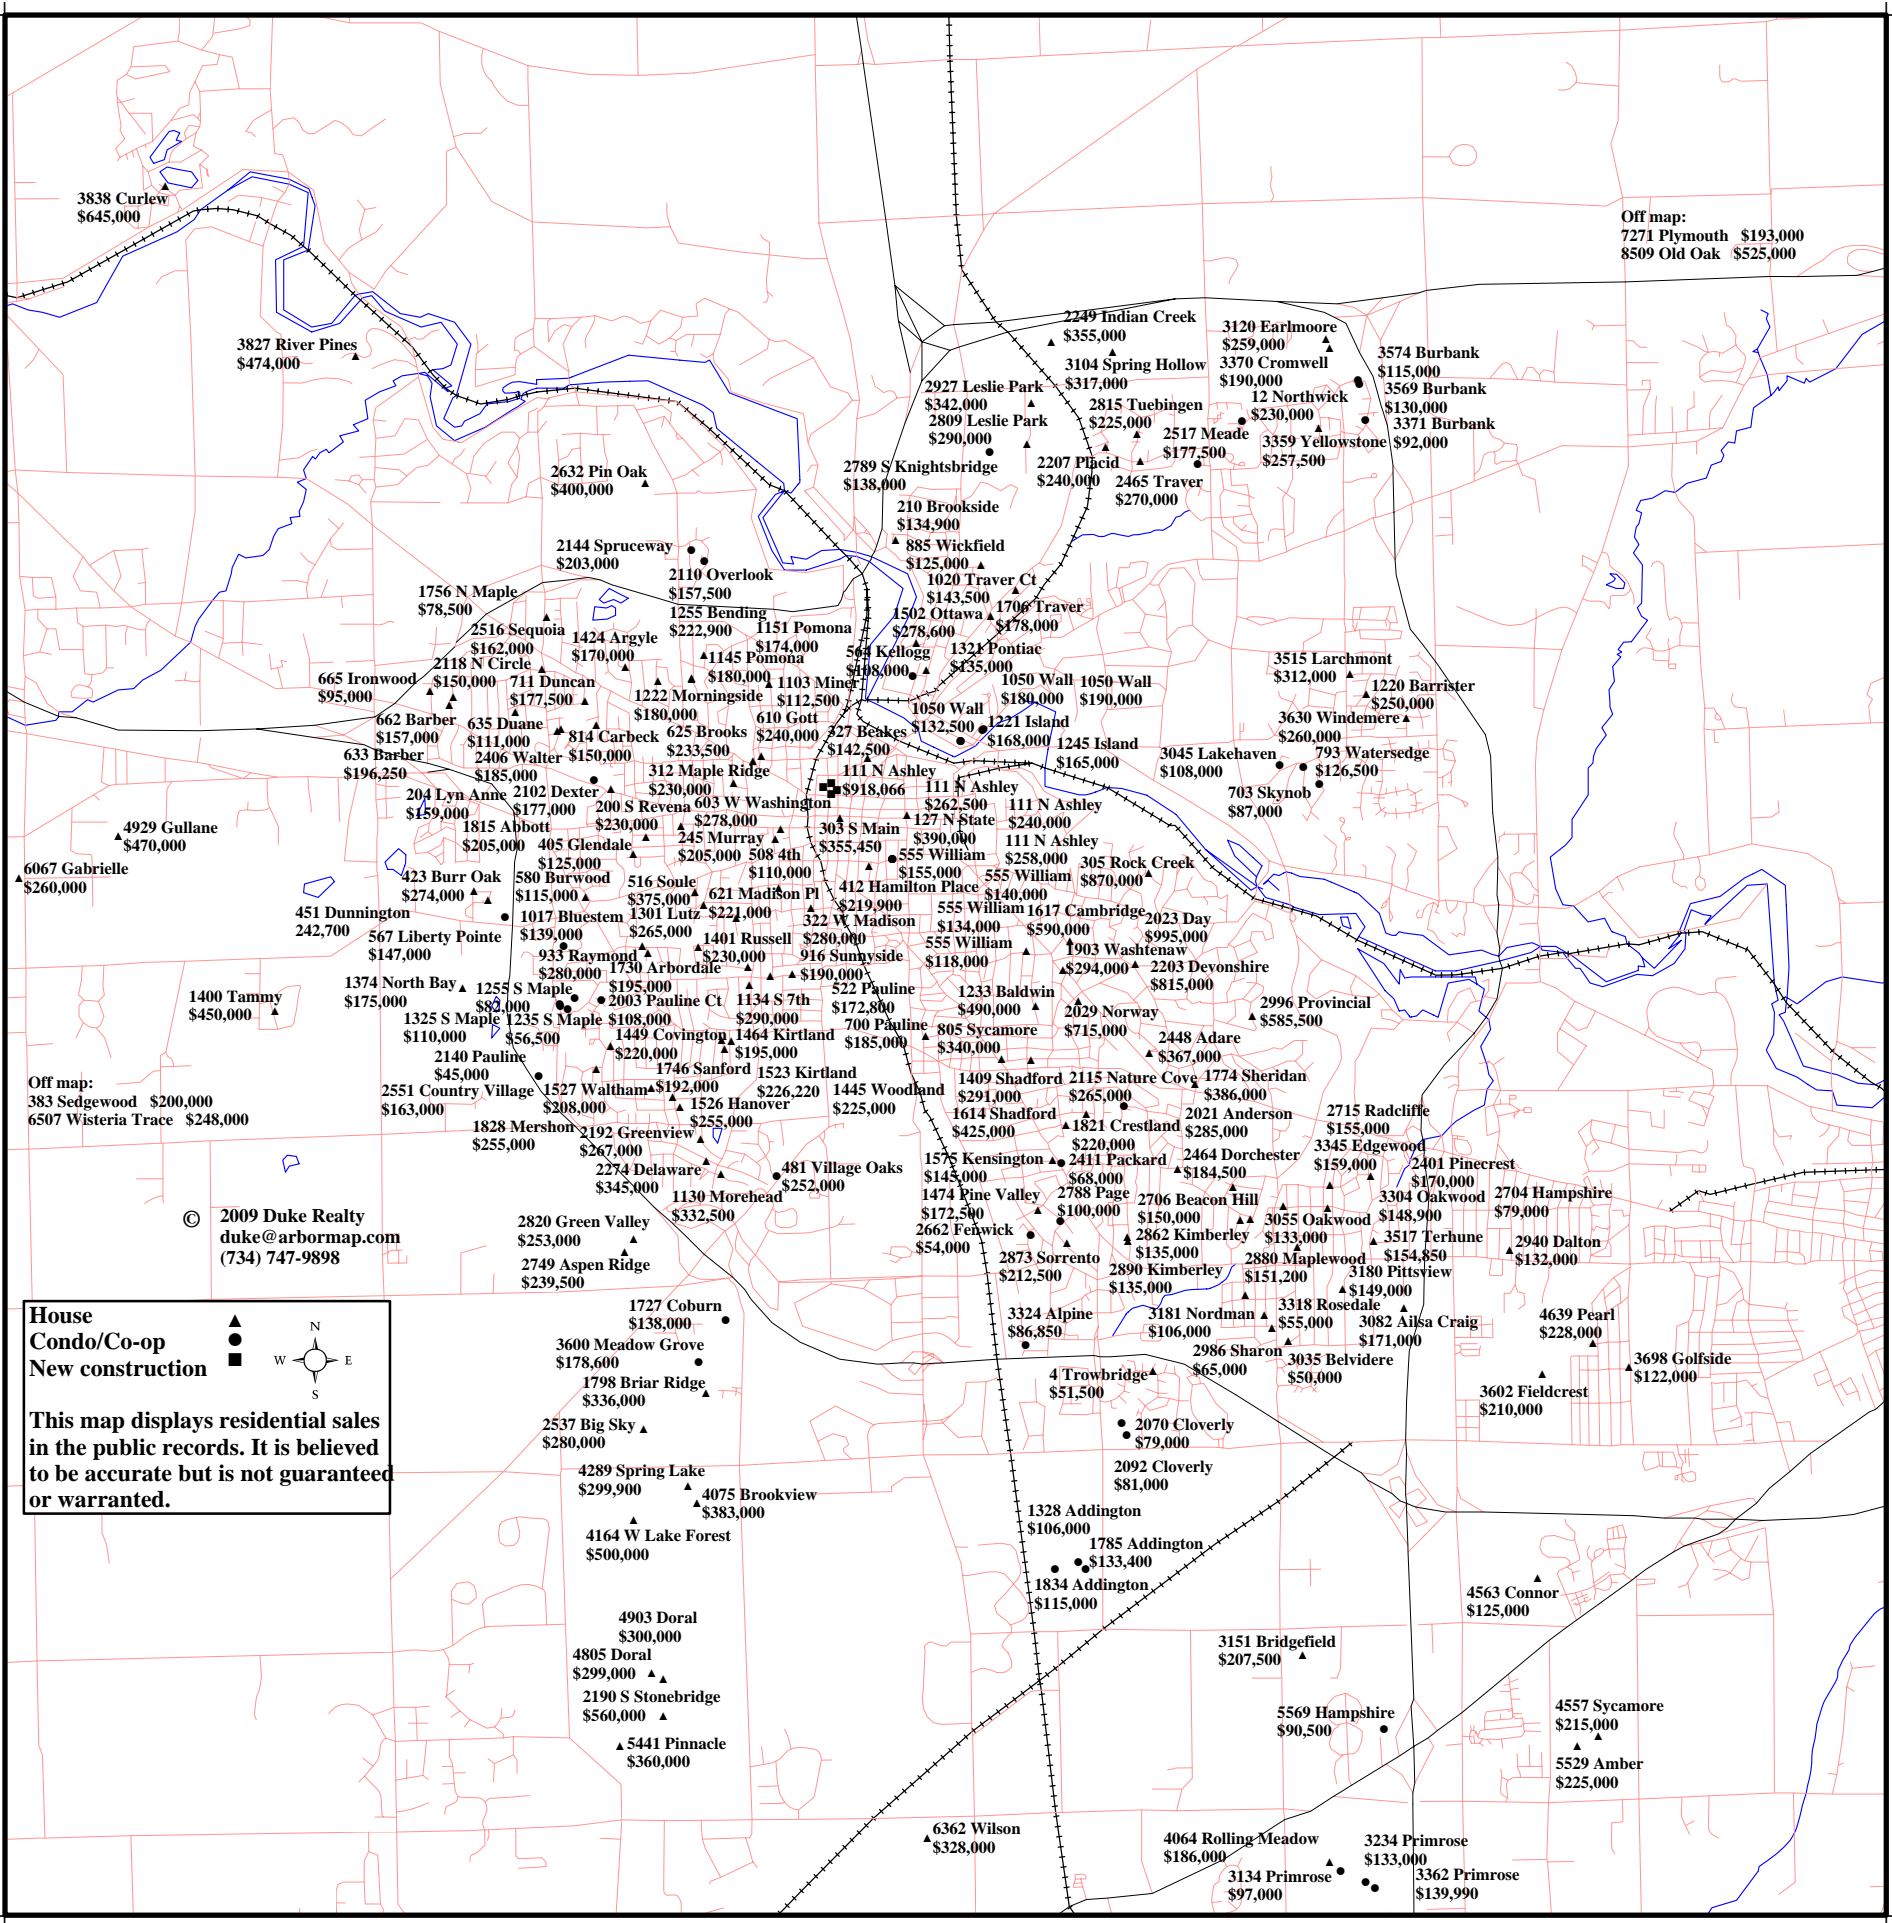 3838 Curlew
$645,000
Off map:
7271 Plymouth $193,000
8509 Old Oak $525,000
3827 River Pines
$474,000
2249 Indian Creek
$355,000
3120 Earlmoore
$259,000
3104 Spring Hollow
$317,000
3370 Cromwell
$190,000
3574 Burbank
$115,000
3569 Burbank
$130,000
3371 Burbank
$92,000
2927 Leslie Park
$342,000
2809 Leslie Park
$290,000
2815 Tuebingen
$225,000
12 Northwick
$230,000
2517 Meade
$177,500
3359 Yellowstone
$257,500
2789 S Knightsbridge
$138,000
2207 Placid
$240,000
2465 Traver
$270,000
2632 Pin Oak
$400,000
210 Brookside
$134,900
885 Wickfield
$125,000
2144 Spruceway
$203,000
2110 Overlook
$157,500
1020 Traver Ct
$143,500
1756 N Maple
$78,500
1255 Bending
$222,900
1502 Ottawa
$278,600
1706 Traver
$178,000
2516 Sequoia
$162,000
1424 Argyle
$170,000
1151 Pomona
$174,000
564 Kellogg
$108,000
1321 Pontiac
$135,000
2118 N Circle
$150,000
1145 Pomona
$180,000
665 Ironwood
$95,000
711 Duncan
$177,500
1222 Morningside
$180,000
1103 Miner
$112,500
1050 Wall
$180,000
1050 Wall
$190,000
3515 Larchmont
$312,000
1220 Barrister
$250,000
662 Barber
$157,000
635 Duane
$111,000
814 Carbeck
$150,000
625 Brooks
$233,500
610 Gott
$240,000
327 Beakes
$142,500
1050 Wall
$132,500
1221 Island
$168,000
3630 Windemere
$260,000
633 Barber
$196,250
2406 Walter
$185,000
312 Maple Ridge
$230,000
111 N Ashley
$918,066
1245 Island
$165,000
3045 Lakehaven
$108,000
793 Watersedge
$126,500
703 Skynob
$87,000
204 Lyn Anne
$159,000
2102 Dexter
$177,000
200 S Revena
$230,000
603 W Washington
$278,000
111 N Ashley
$262,500
111 N Ashley
$240,000
4929 Gullane
$470,000
1815 Abbott
$205,000
405 Glendale
$125,000
245 Murray
$205,000
303 S Main
$355,450
127 N State
$390,000
111 N Ashley
$258,000
6067 Gabrielle
$260,000
423 Burr Oak
$274,000
580 Burwood
$115,000
508 4th
$110,000
555 William
$155,000
305 Rock Creek
$870,000
516 Soule
$375,000
621 Madison Pl
$221,000
412 Hamilton Place
$219,900
555 William
$140,000
451 Dunnington
242,700
1017 Bluestem
$139,000
1301 Lutz
$265,000
322 W Madison
$280,000
555 William
$134,000
1617 Cambridge
$590,000
2023 Day
$995,000
567 Liberty Pointe
$147,000
933 Raymond
$280,000
1401 Russell
$230,000
555 William
$118,000
1903 Washtenaw
$294,000
1374 North Bay
$175,000
1730 Arbordale
$195,000
916 Sunnyside
$190,000
2203 Devonshire
$815,000
1400 Tammy
$450,000
1255 S Maple
$82,000
2003 Pauline Ct
$108,000
1134 S 7th
$290,000
522 Pauline
$172,800
1233 Baldwin
$490,000
2029 Norway
$715,000
2996 Provincial
$585,500
1325 S Maple
$110,000
1235 S Maple
$56,500
1449 Covington
$220,000
1464 Kirtland
$195,000
700 Pauline
$185,000
805 Sycamore
$340,000
2448 Adare
$367,000
2140 Pauline
$45,000
1746 Sanford
$192,000
1523 Kirtland
$226,220
1445 Woodland
$225,000
1409 Shadford
$291,000
2115 Nature Cove
$265,000
1774 Sheridan
$386,000
Off map:
383 Sedgewood $200,000
6507 Wisteria Trace $248,000
2551 Country Village
$163,000
1527 Waltham
$208,000
1526 Hanover
$255,000
1614 Shadford
$425,000
1821 Crestland
$220,000
2021 Anderson
$285,000
2715 Radcliffe
$155,000
1828 Mershon
$255,000
2192 Greenview
$267,000
3345 Edgewood
$159,000
2274 Delaware
$345,000
481 Village Oaks
$252,000
1575 Kensington
$145,000
2411 Packard
$68,000
2464 Dorchester
$184,500
2401 Pinecrest
$170,000
1130 Morehead
$332,500
1474 Pine Valley
$172,500
2788 Page
$100,000
2706 Beacon Hill
$150,000
3304 Oakwood
$148,900
2704 Hampshire
$79,000
© 2009 Duke Realty
duke@arbormap.com
(734) 747-9898
2820 Green Valley
$253,000
2662 Fenwick
$54,000
2862 Kimberley
$135,000
3055 Oakwood
$133,000
3517 Terhune
$154,850
2940 Dalton
$132,000
2749 Aspen Ridge
$239,500
2873 Sorrento
$212,500
2890 Kimberley
$135,000
2880 Maplewood
$151,200
3180 Pittsview
$149,000
1727 Coburn
$138,000
3324 Alpine
$86,850
3181 Nordman
$106,000
3318 Rosedale
$55,000
3082 Ailsa Craig
$171,000
4639 Pearl
$228,000
3600 Meadow Grove
$178,600
2986 Sharon
$65,000
3035 Belvidere
$50,000
3698 Golfside
$122,000
1798 Briar Ridge
$336,000
4 Trowbridge
$51,500
3602 Fieldcrest
$210,000
House
Condo/Co-op
New construction
N
W E
S
This map displays residential sales
in the public records. It is believed
to be accurate but is not guaranteed
or warranted.
2537 Big Sky
$280,000
2070 Cloverly
$79,000
2092 Cloverly
$81,000
4289 Spring Lake
$299,900
4075 Brookview
$383,000
4164 W Lake Forest
$500,000
1328 Addington
$106,000
1785 Addington
$133,400
1834 Addington
$115,000
4563 Connor
$125,000
4903 Doral
$300,000
4805 Doral
$299,000
3151 Bridgefield
$207,500
2190 S Stonebridge
$560,000
5569 Hampshire
$90,500
4557 Sycamore
$215,000
5441 Pinnacle
$360,000
5529 Amber
$225,000
6362 Wilson
$328,000
4064 Rolling Meadow
$186,000
3234 Primrose
$133,000
3134 Primrose
$97,000
3362 Primrose
$139,990